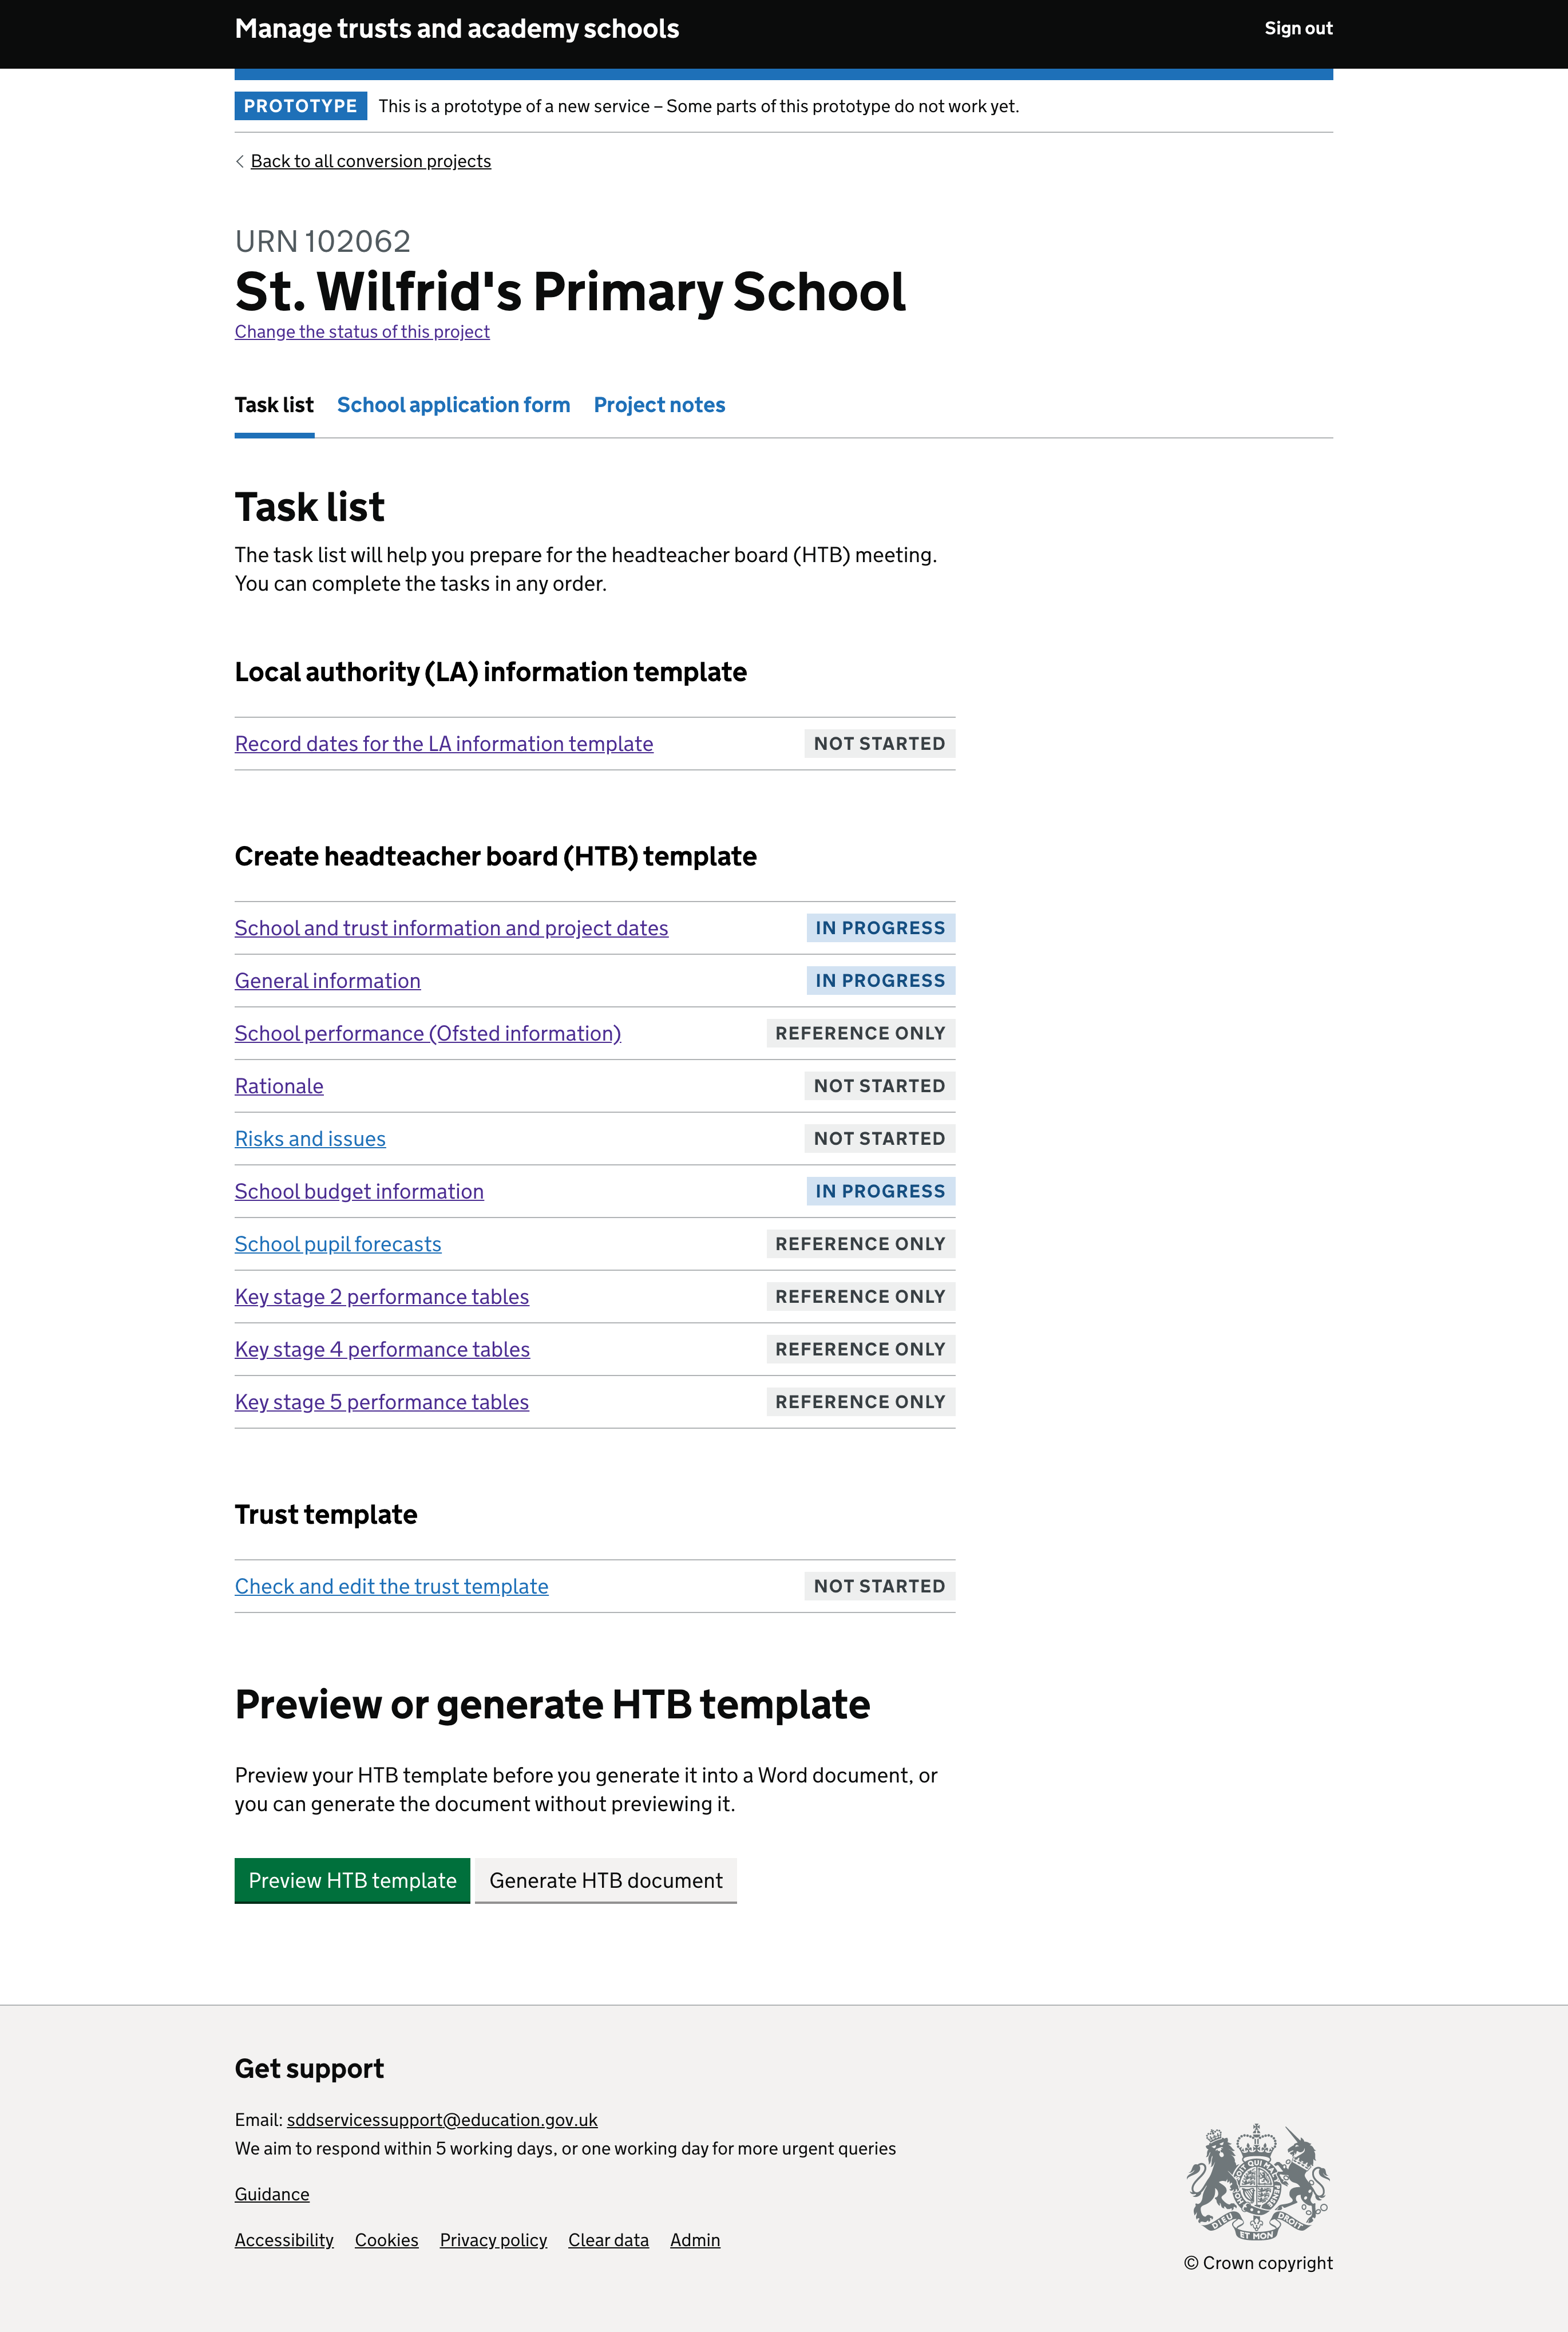 Manage trusts and academy schools
Sign out
PROTOTYPE This is a prototype of a new service – Some parts of this prototype do not work yet.
Back to all conversion projects
URN 102062
St. Wilfrid's Primary School
Change the status of this project
Task list School application form Project notes
Task list
The task list will help you prepare for the headteacher board (HTB) meeting.
You can complete the tasks in any order.
Local authority (LA) information template
Record dates for the LA information template NOT STARTED
Create headteacher board (HTB) template
School and trust information and project dates IN PROGRESS
General information IN PROGRESS
School performance (Ofsted information) REFERENCE ONLY
Rationale NOT STARTED
Risks and issues NOT STARTED
School budget information IN PROGRESS
School pupil forecasts REFERENCE ONLY
Key stage 2 performance tables REFERENCE ONLY
Key stage 4 performance tables REFERENCE ONLY
Key stage 5 performance tables REFERENCE ONLY
Trust template
Check and edit the trust template NOT STARTED
Preview or generate HTB template
Preview your HTB template before you generate it into a Word document, or
you can generate the document without previewing it.
Preview HTB template Generate HTB document
Get support
Email: sddservicessupport@education.gov.uk
We aim to respond within 5 working days, or one working day for more urgent queries
Guidance
Accessibility Cookies Privacy policy Clear data Admin
DIEU ET MON DROIT
© Crown copyright